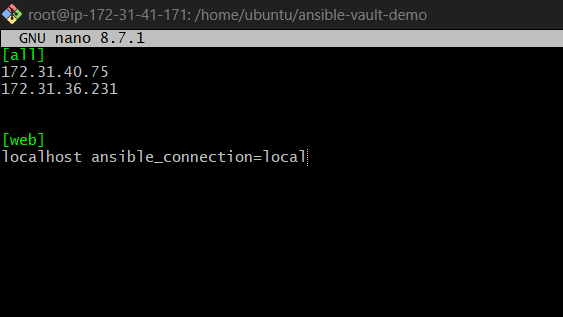 root@ip-172-31-41-171: /home/ubuntu/ansible-vault-demo
GNU nano 8.7.1
[all]
172.31.40.75
172.31.36.231
[web]
localhost ansible_connection=local